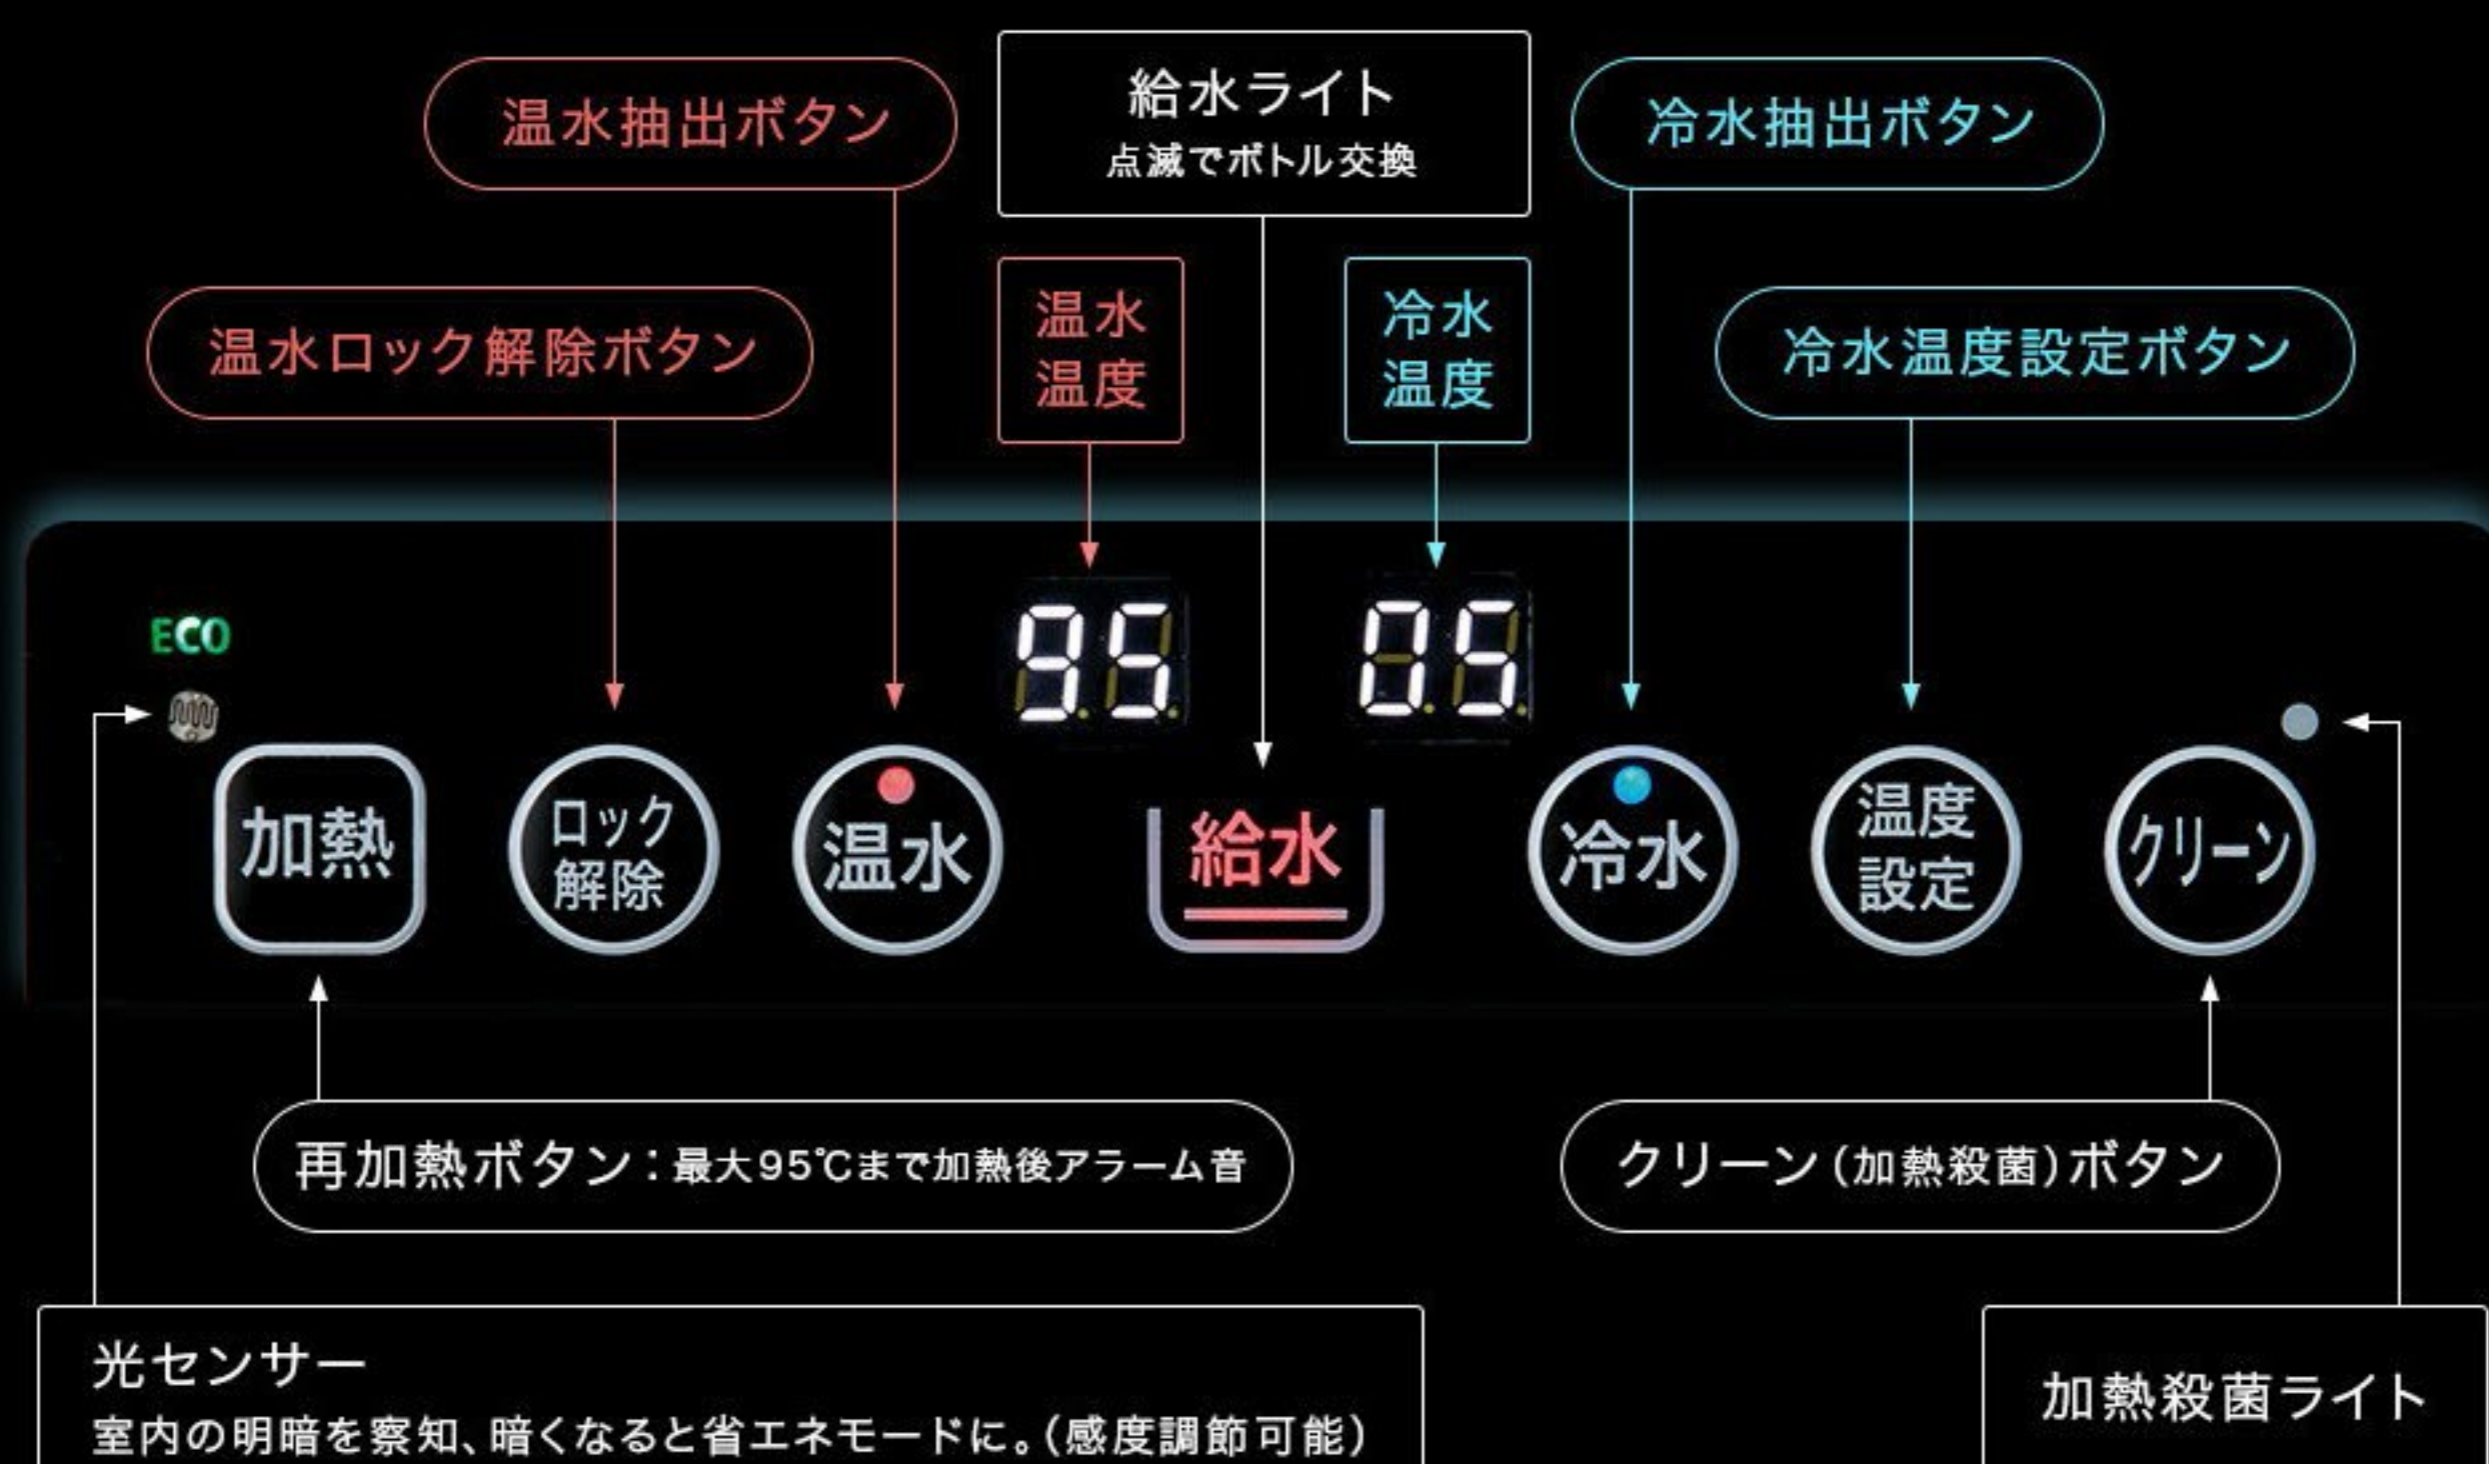 給水ライト
点滅でボトル交換
温水抽出ボタン
冷水抽出ボタン
温水ロック解除ボタン
温水
温度
冷水
温度
冷水温度設定ボタン
ECO
95
05
加熱
ロック
解除
温水
給水
冷水
温度
設定
クリーン
再加熱ボタン：最大95℃まで加熱後アラーム音
クリーン（加熱殺菌）ボタン
光センサー
室内の明暗を察知、暗くなると省エネモードに。（感度調節可能）
加熱殺菌ライト